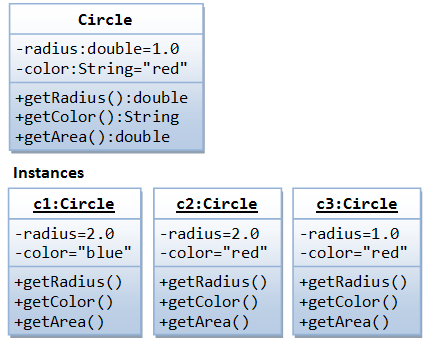 Circle
-radius:double=1.0
-color:String="red"
+getRadius():double
+getColor():String
+getArea():double
Instances
c1:Circle
-radius=2.0
-color="blue"
+getRadius()
+getColor()
+getArea()
c2:Circle
-radius=2.0
-color="red"
+getRadius()
+getColor()
+getArea()
c3:Circle
-radius=1.0
-color="red"
+getRadius()
+getColor()
+getArea()